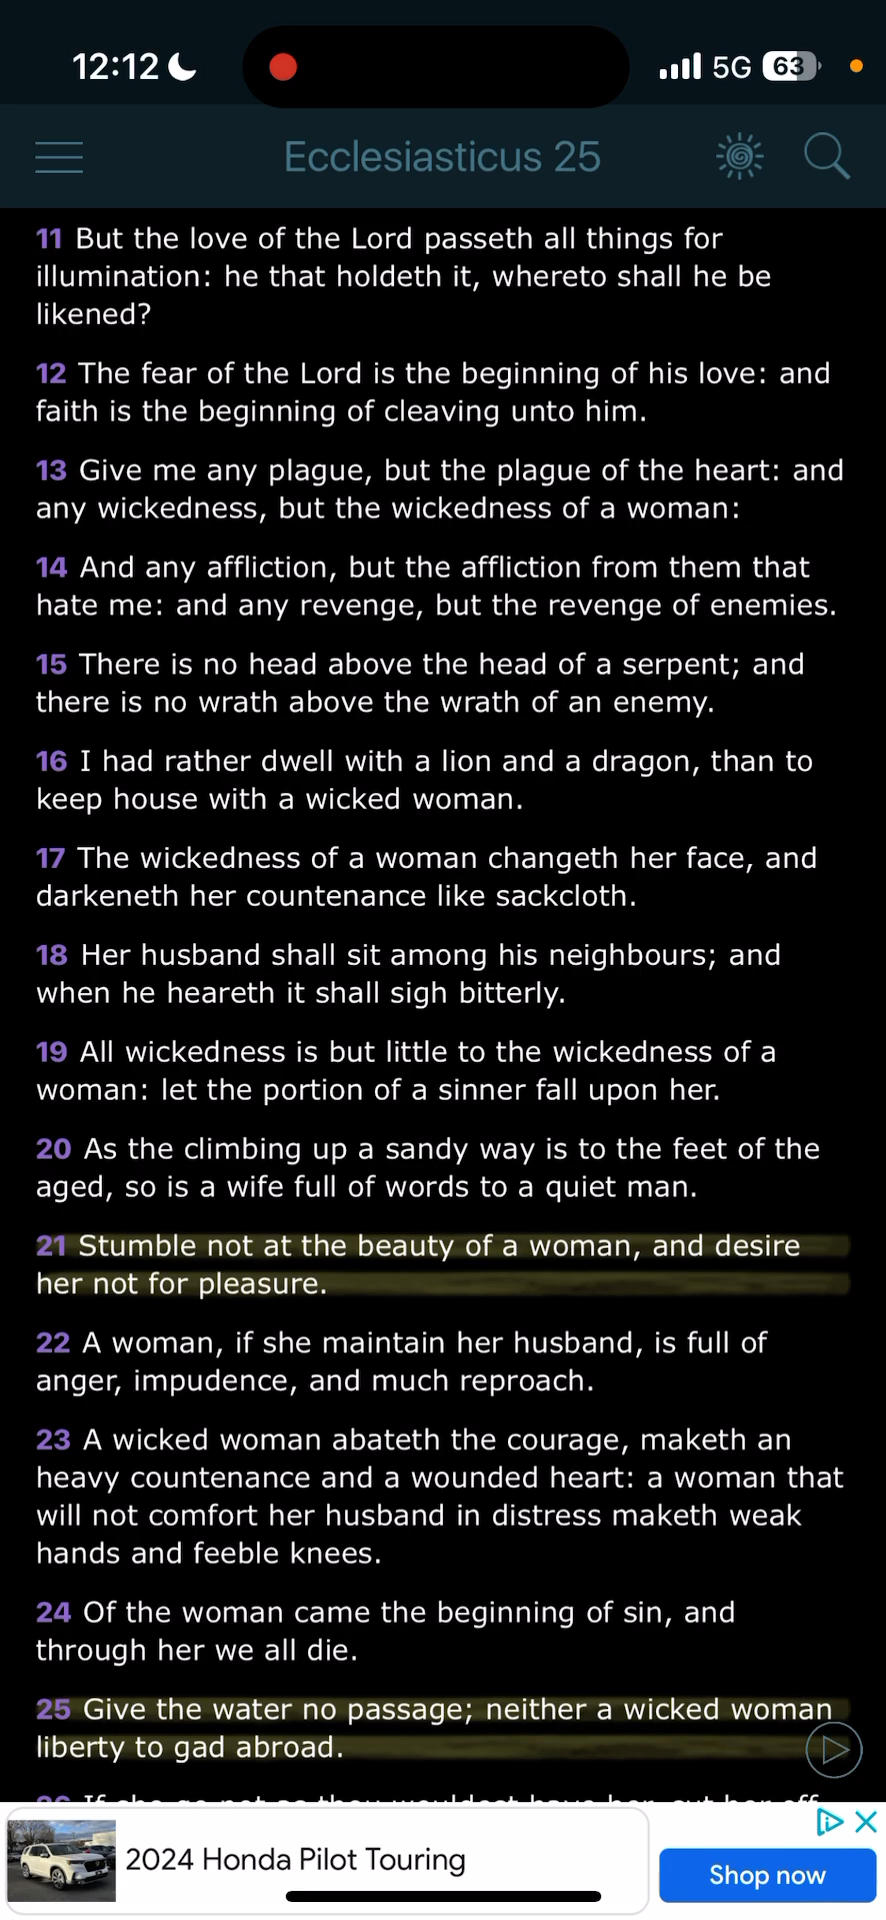 12:12
5G
63
Ecclesiasticus 25
11 But the love of the Lord passeth all things for
illumination: he that holdeth it, whereto shall he be
likened?
12 The fear of the Lord is the beginning of his love: and
faith is the beginning of cleaving unto him.
13 Give me any plague, but the plague of the heart: and
any wickedness, but the wickedness of a woman:
14 And any affliction, but the affliction from them that
hate me: and any revenge, but the revenge of enemies.
15 There is no head above the head of a serpent; and
there is no wrath above the wrath of an enemy.
16 I had rather dwell with a lion and a dragon, than to
keep house with a wicked woman.
17 The wickedness of a woman changeth her face, and
darkeneth her countenance like sackcloth.
18 Her husband shall sit among his neighbours; and
when he heareth it shall sigh bitterly.
19 All wickedness is but little to the wickedness of a
woman: let the portion of a sinner fall upon her.
20 As the climbing up a sandy way is to the feet of the
aged, so is a wife full of words to a quiet man.
21 Stumble not at the beauty of a woman, and desire
her not for pleasure.
22 A woman, if she maintain her husband, is full of
anger, impudence, and much reproach.
23 A wicked woman abateth the courage, maketh an
heavy countenance and a wounded heart: a woman that
will not comfort her husband in distress maketh weak
hands and feeble knees.
24 Of the woman came the beginning of sin, and
through her we all die.
25 Give the water no passage; neither a wicked woman
liberty to gad abroad.
26 If she go not as thou wouldest have her, cut her off
2024 Honda Pilot Touring
Shop now